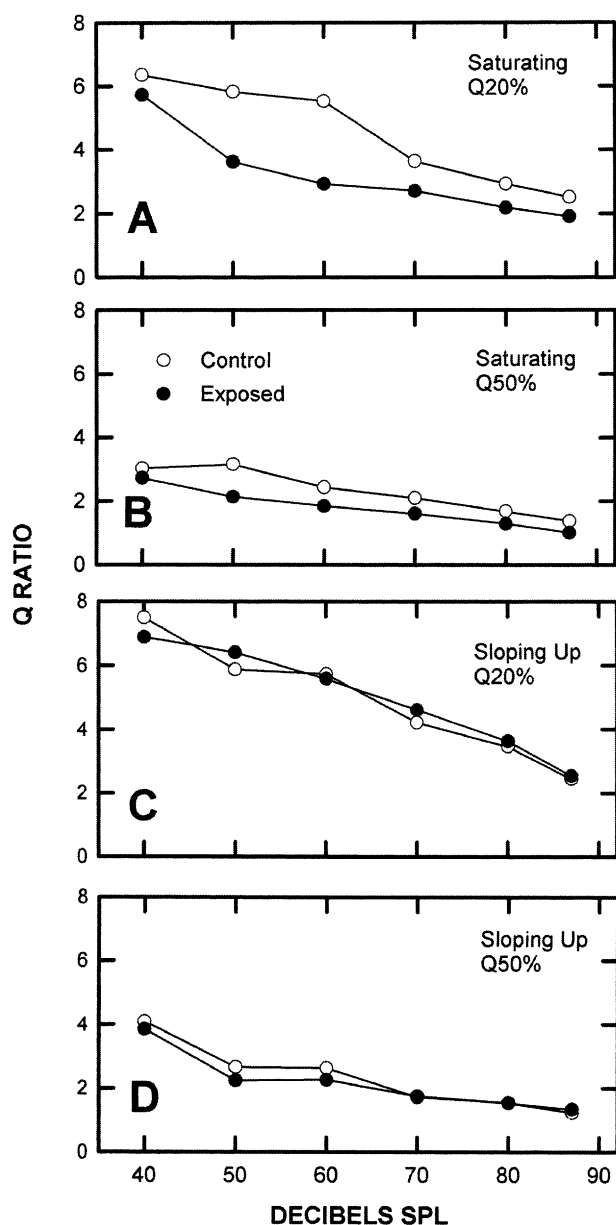 8
Saturating
Q20%
6
4
2
A
0
8
Control
Saturating
Q50%
6
Exposed
4
2
B
0
Q RATIO
8
Sloping Up
Q20%
6
4
2
C
0
8
Sloping Up
Q50%
6
4
2
D
0
40 50 60 70 80 90
DECIBELS SPL